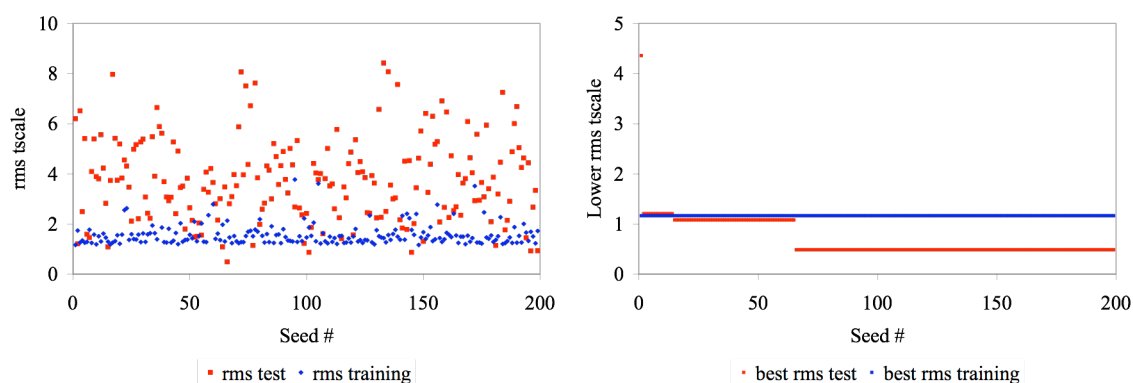 10
8
6
4
2
0
rms tscale
0 50 100 150 200
Seed #
rms test rms training
5
4
3
2
1
0
Lower rms tscale
0 50 100 150 200
Seed #
best rms test best rms training